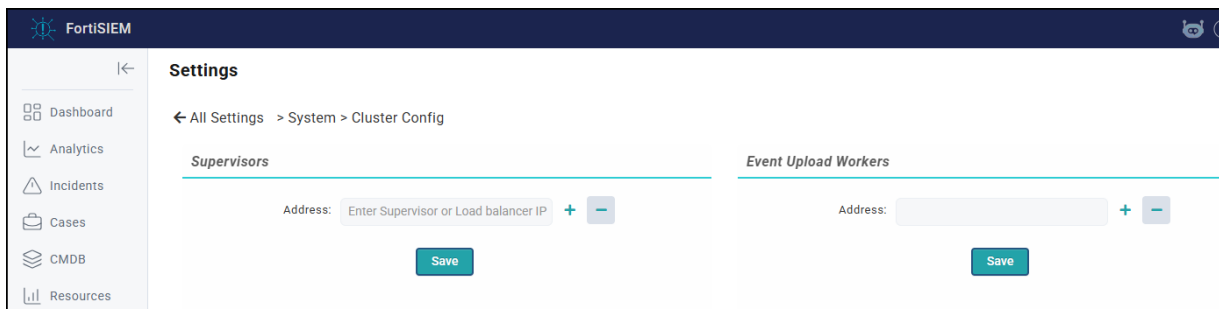 FortiSIEM
Settings
Dashboard
Analytics
Incidents
Cases
CMDB
Resources
All Settings > System > Cluster Config
Supervisors
Address: Enter Supervisor or Load balancer IP + −
Save
Event Upload Workers
Address: + −
Save